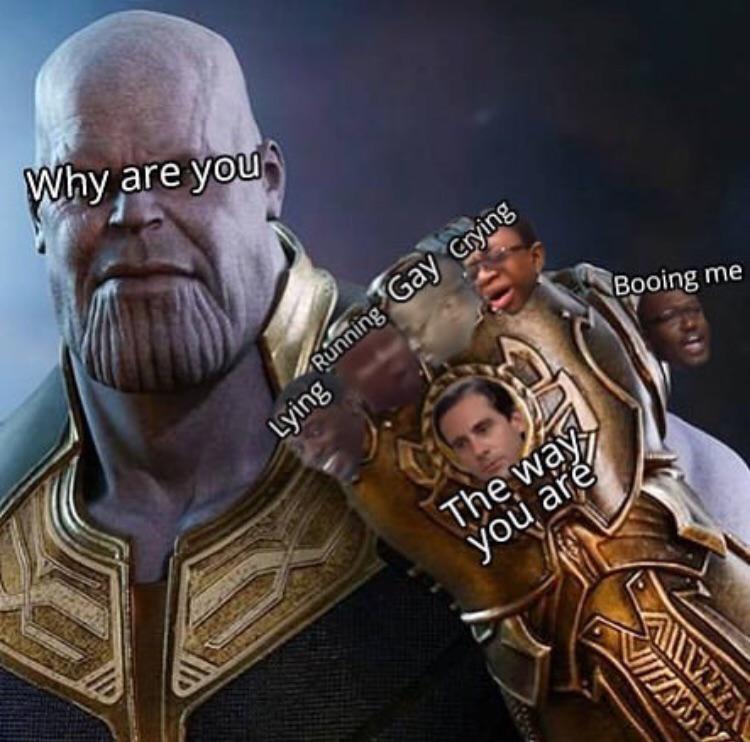 Why are you
Crying
Gay
Booing me
Running
Lying
The way
you are